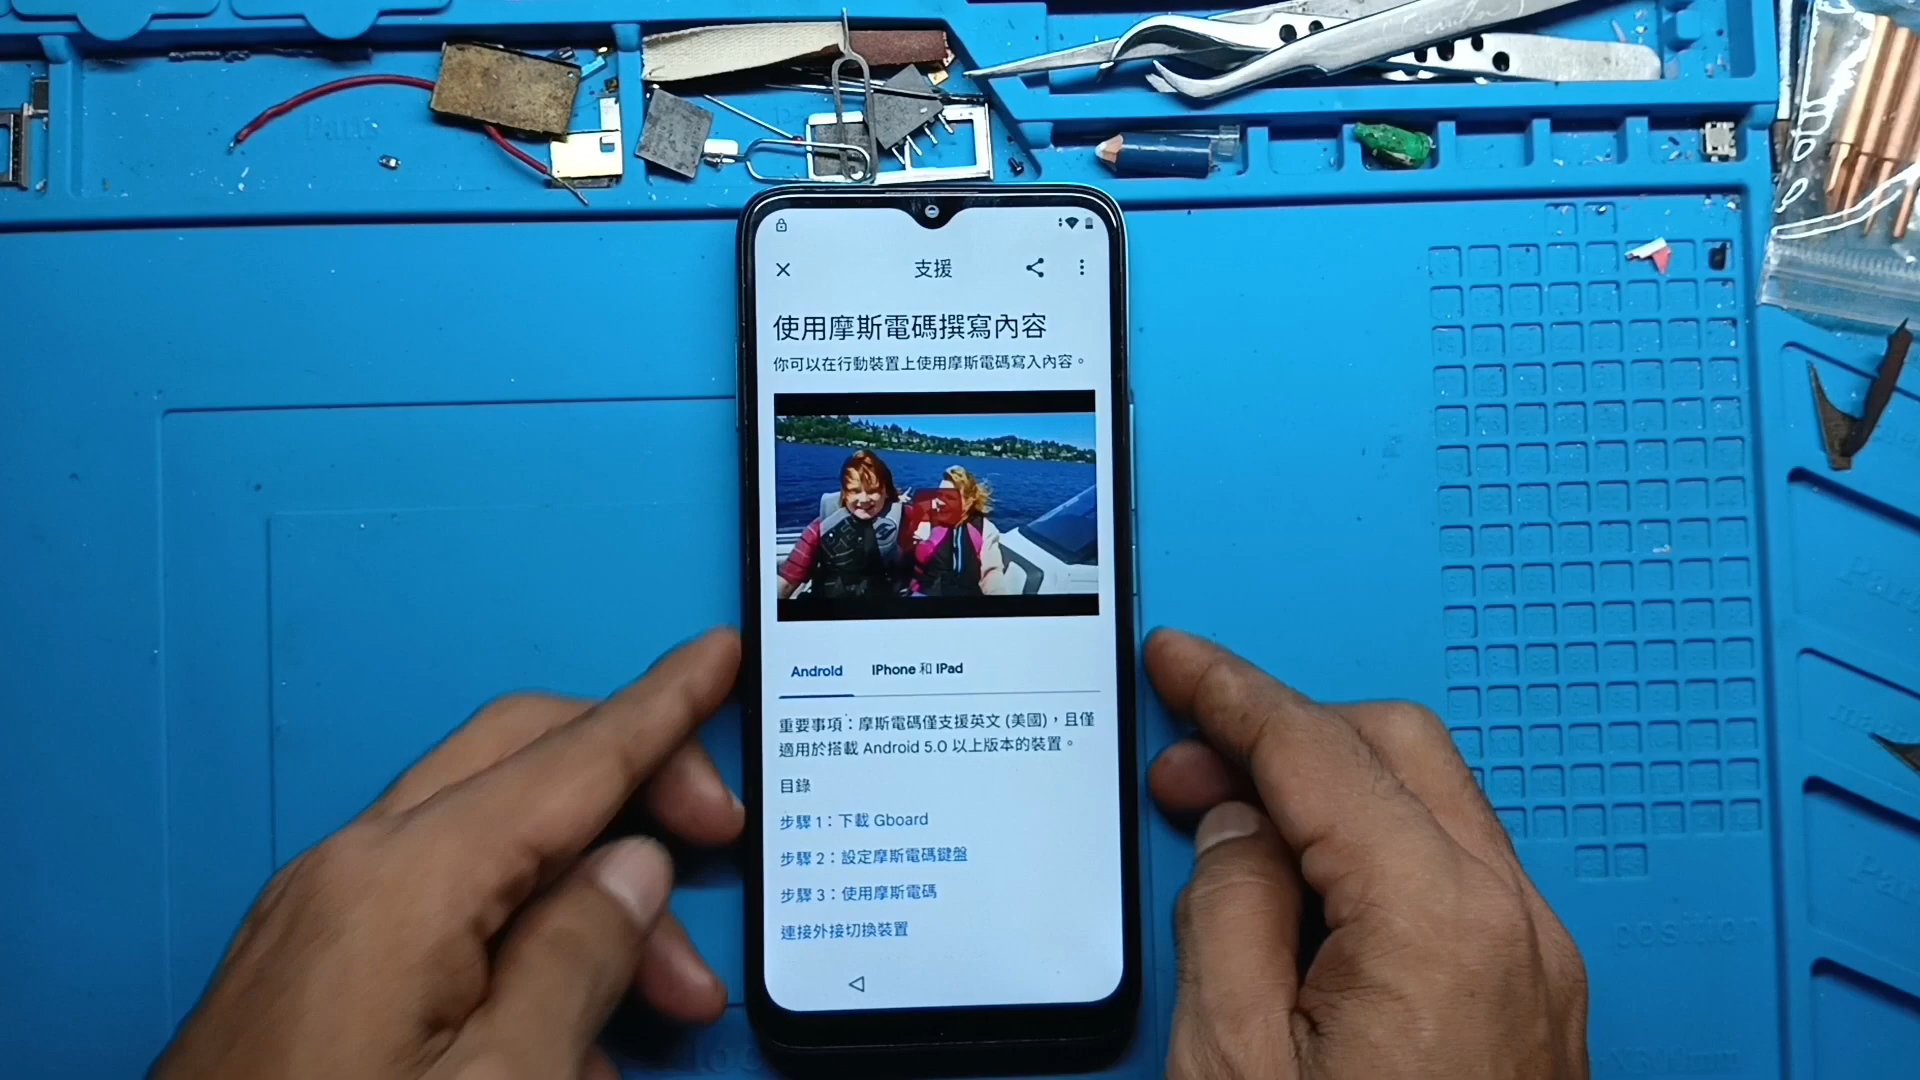 支援
使用摩斯電碼撰寫內容
你可以在行動裝置上使用摩斯電碼寫入內容。
Android
iPhone 和 iPad
重要事項：摩斯電碼僅支援英文 (美國)，且僅
適用於搭載 Android 5.0 以上版本的裝置。
目錄
步驟 1：下載 Gboard
步驟 2：設定摩斯電碼鍵盤
步驟 3：使用摩斯電碼
連接外接切換裝置
position